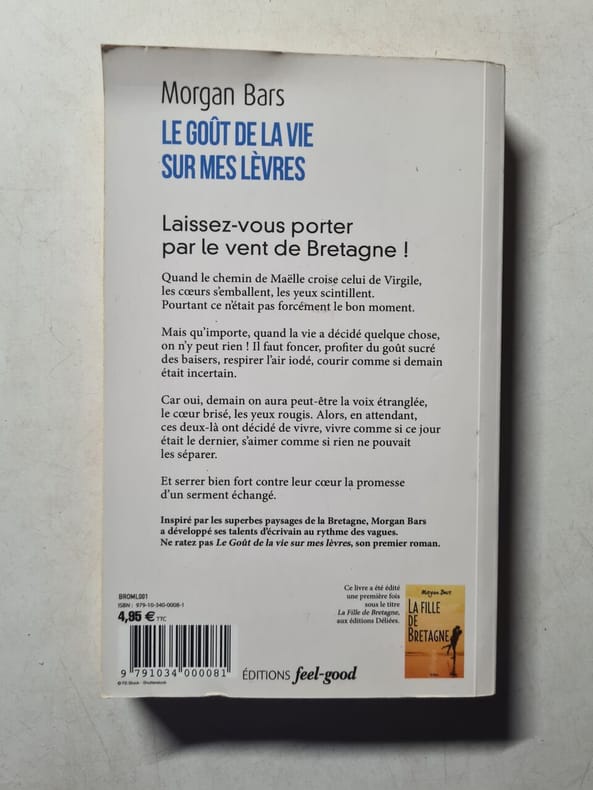 Morgan Bars
LE GOÛT DE LA VIE
SUR MES LÈVRES
Laissez-vous porter
par le vent de Bretagne !
Quand le chemin de Maëlle croise celui de Virgile,
les cœurs s'emballent, les yeux scintillent.
Pourtant ce n'était pas forcément le bon moment.
Mais qu'importe, quand la vie a décidé quelque chose,
on n'y peut rien ! Il faut foncer, profiter du goût sucré
des baisers, respirer l'air iodé, courir comme si demain
était incertain.
Car oui, demain on aura peut-être la voix étranglée,
le cœur brisé, les yeux rougis. Alors, en attendant,
ces deux-là ont décidé de vivre, vivre comme si ce jour
était le dernier, s'aimer comme si rien ne pouvait
les séparer.
Et serrer bien fort contre leur cœur la promesse
d'un serment échangé.
Inspiré par les superbes paysages de la Bretagne, Morgan Bars
a développé ses talents d'écrivain au rythme des vagues.
Ne ratez pas Le Goût de la vie sur mes lèvres, son premier roman.
BROML001
ISBN : 979-10-340-0008-1
4,95 € TTC
9 791034 000081
© FD Stock - Shutterstock
ÉDITIONS feel-good
Ce livre a été édité
une première fois
sous le titre
La Fille de Bretagne,
aux éditions Déliées.
Morgan Bars
LA FILLE
DE
BRETAGNE